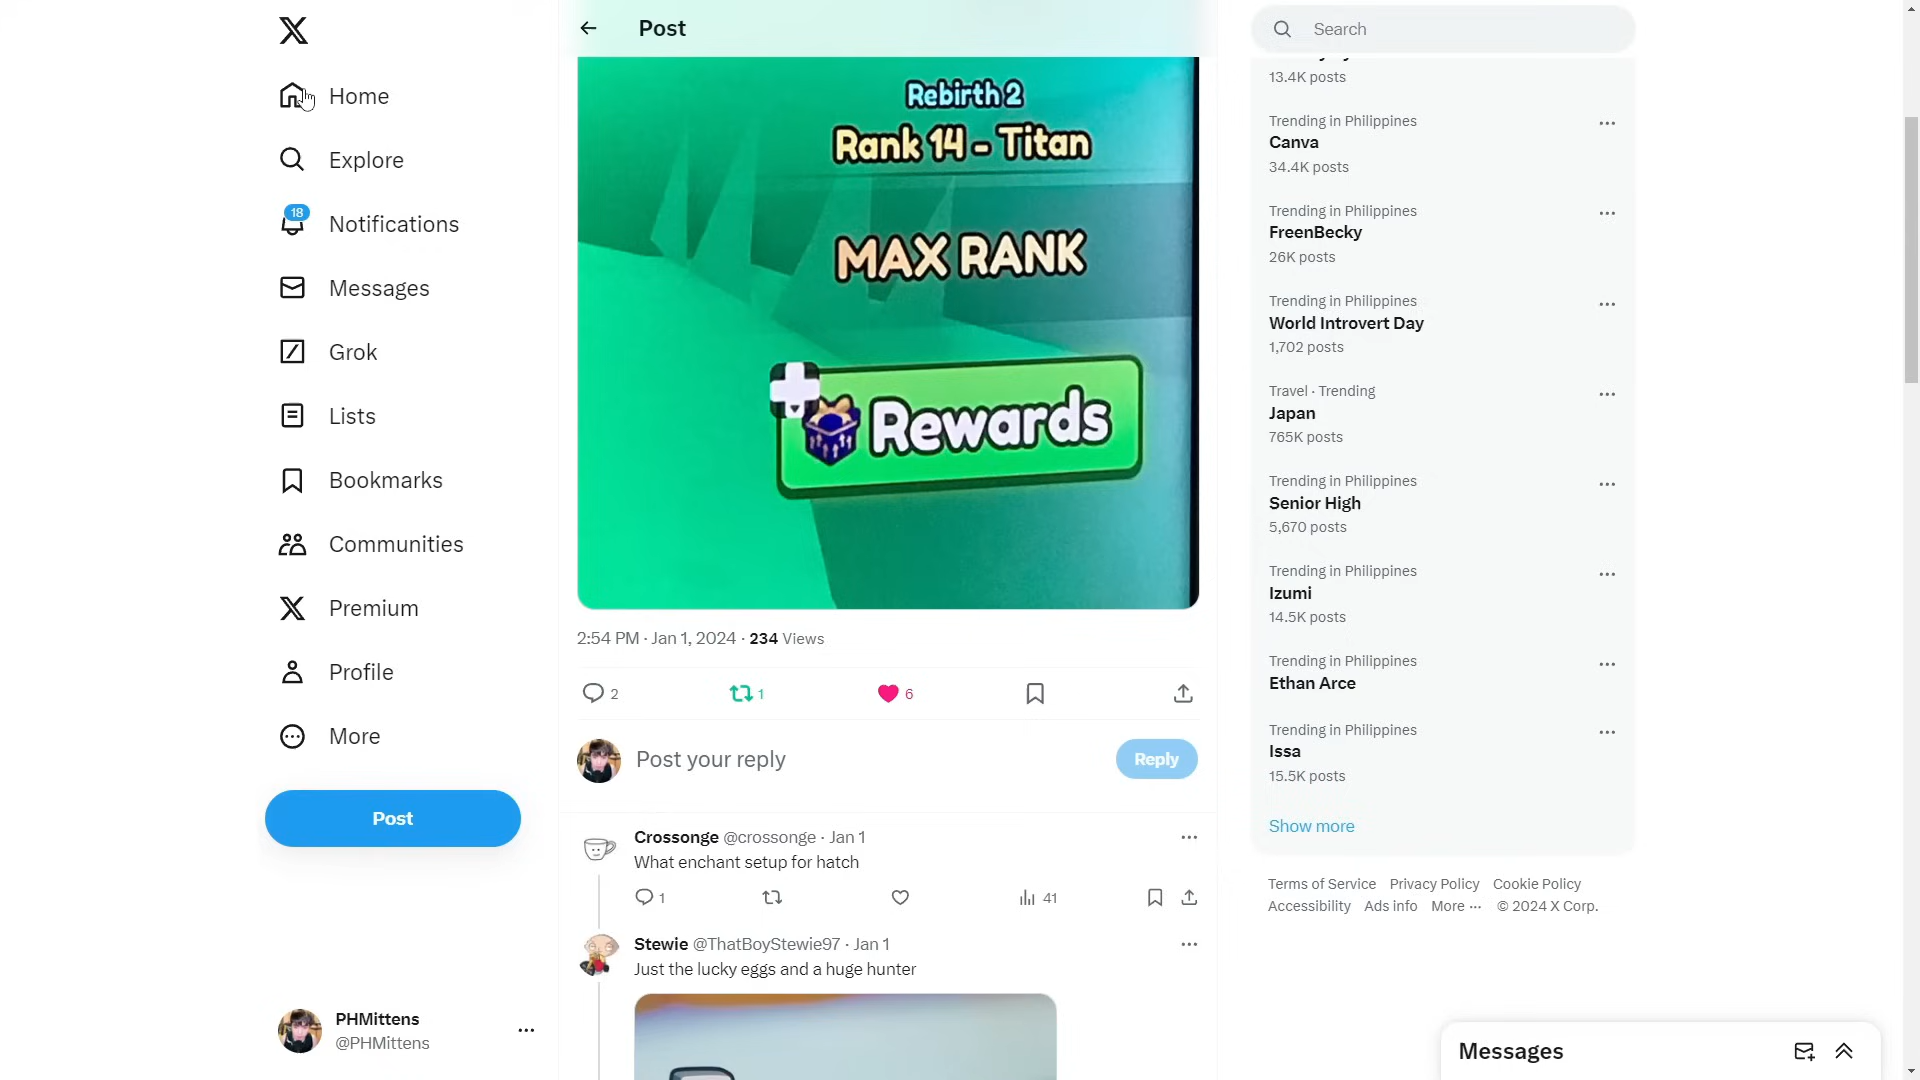 Home
Explore
18
Notifications
Messages
Grok
Lists
Bookmarks
Communities
Premium
Profile
More
Post
PHMittens
@PHMittens
Post
Rebirth 2
Rank 14 - Titan
MAX RANK
Rewards
2:54 PM · Jan 1, 2024 · 234 Views
2
1
6
Post your reply
Reply
Crossonge @crossonge · Jan 1
What enchant setup for hatch
1
41
Stewie @ThatBoyStewie97 · Jan 1
Just the lucky eggs and a huge hunter
Search
13.4K posts
Trending in Philippines
Canva
34.4K posts
Trending in Philippines
FreenBecky
26K posts
Trending in Philippines
World Introvert Day
1,702 posts
Travel · Trending
Japan
765K posts
Trending in Philippines
Senior High
5,670 posts
Trending in Philippines
Izumi
14.5K posts
Trending in Philippines
Ethan Arce
Trending in Philippines
Issa
15.5K posts
Show more
Terms of Service Privacy Policy Cookie Policy
Accessibility Ads info More ··· © 2024 X Corp.
Messages